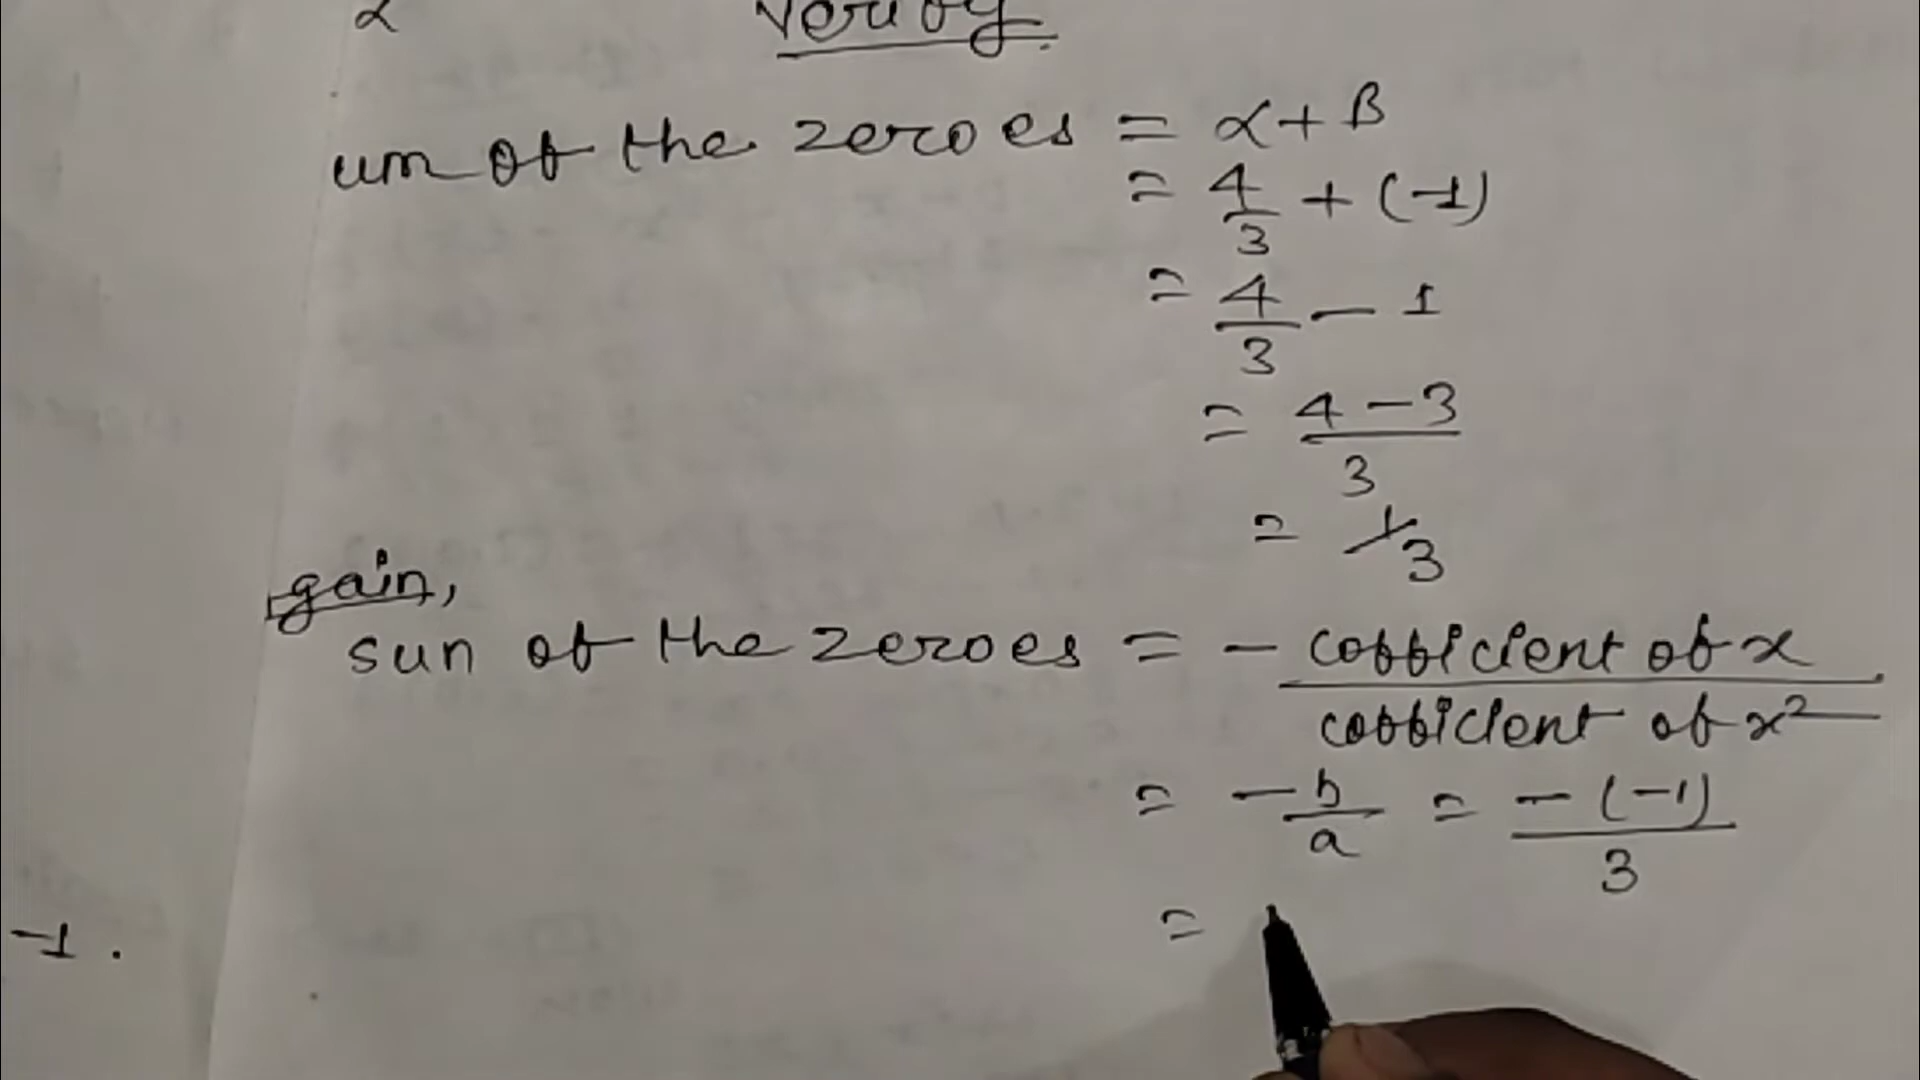 α Verify.
um of the zeroes = α + β
= 4/3 + (-1)
= 4/3 - 1
= 4 - 3 / 3
= 1/3
gain,
sun of the zeroes = - coefficient of x / coefficient of x²
= - b/a = -(-1)/3
=
-1.